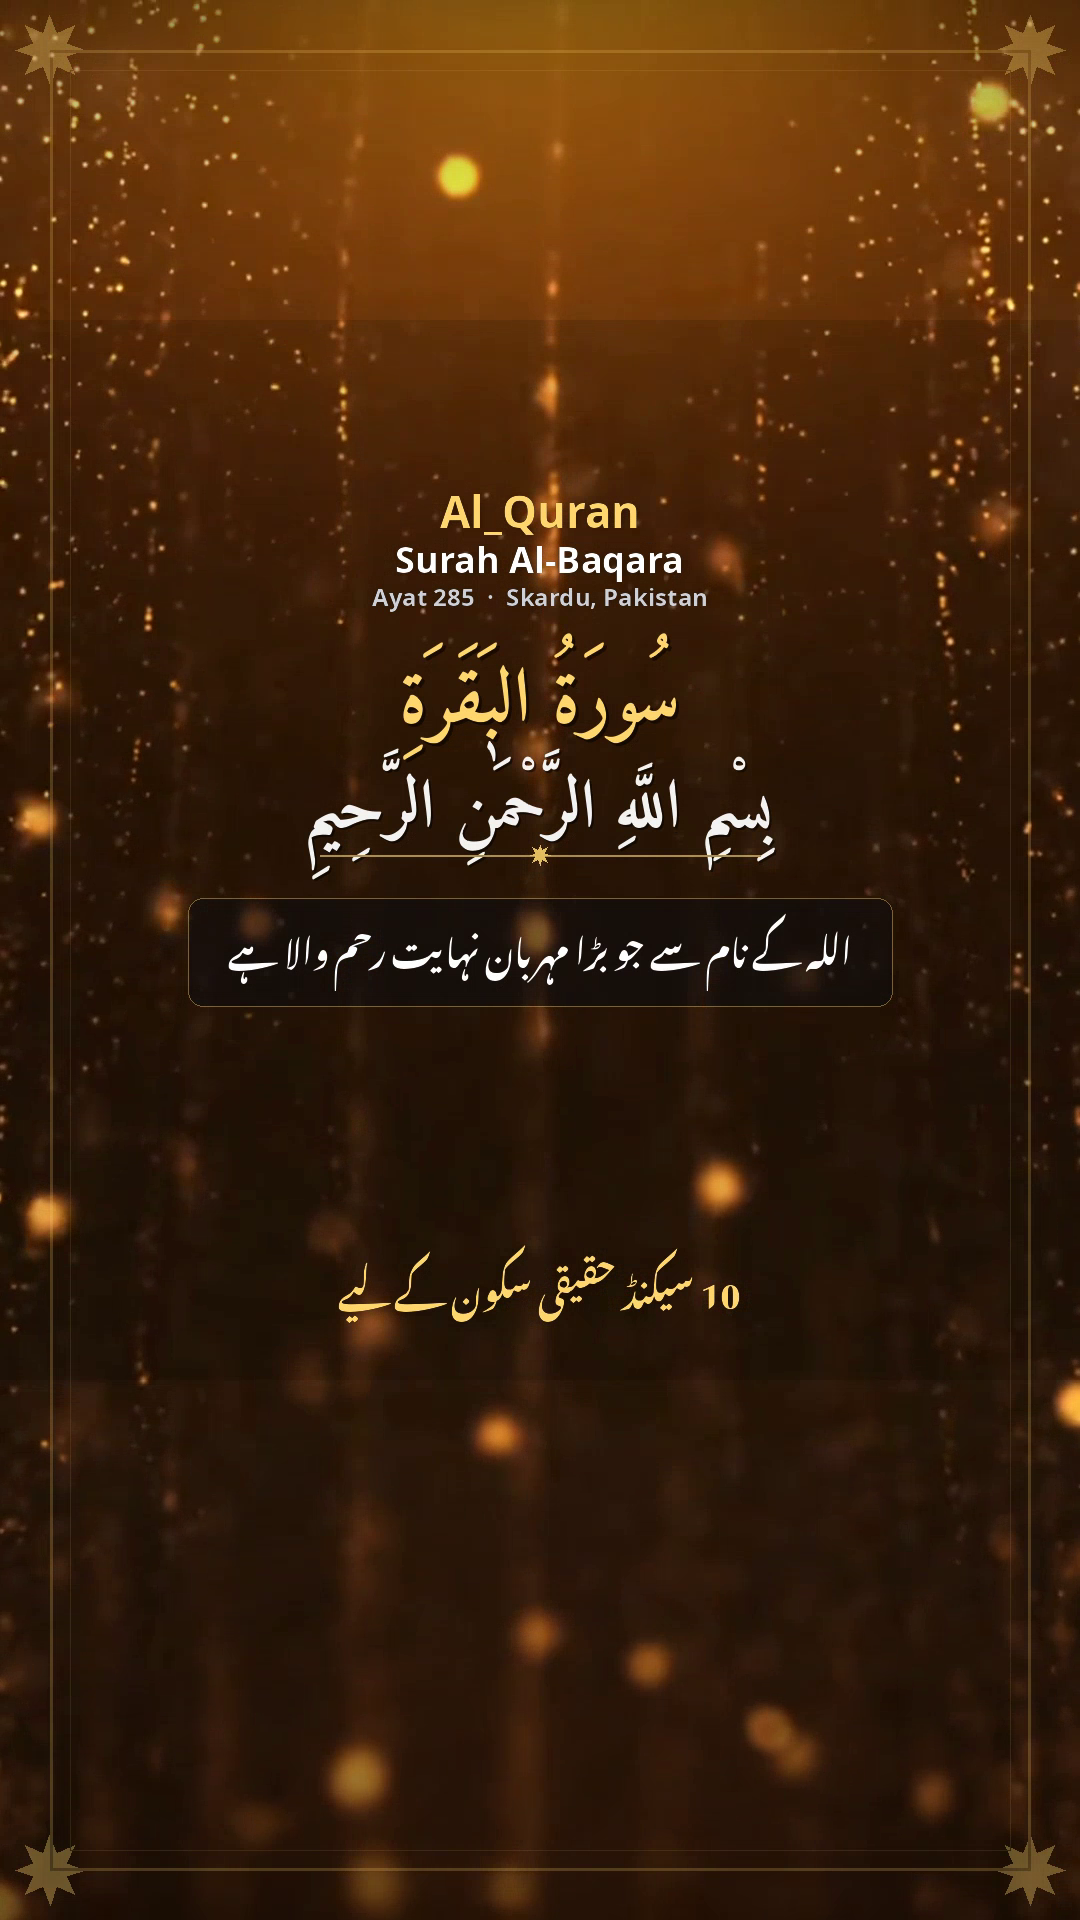 Al_Quran
Surah Al-Baqara
Ayat 285 · Skardu, Pakistan
سُورَةُ البَقَرَةِ
بِسْمِ اللَّهِ الرَّحْمَٰنِ الرَّحِيمِ
اللہ کے نام سے جو بڑا مہربان نہایت رحم والا ہے
10 سیکنڈ حقیقی سکون کے لیے